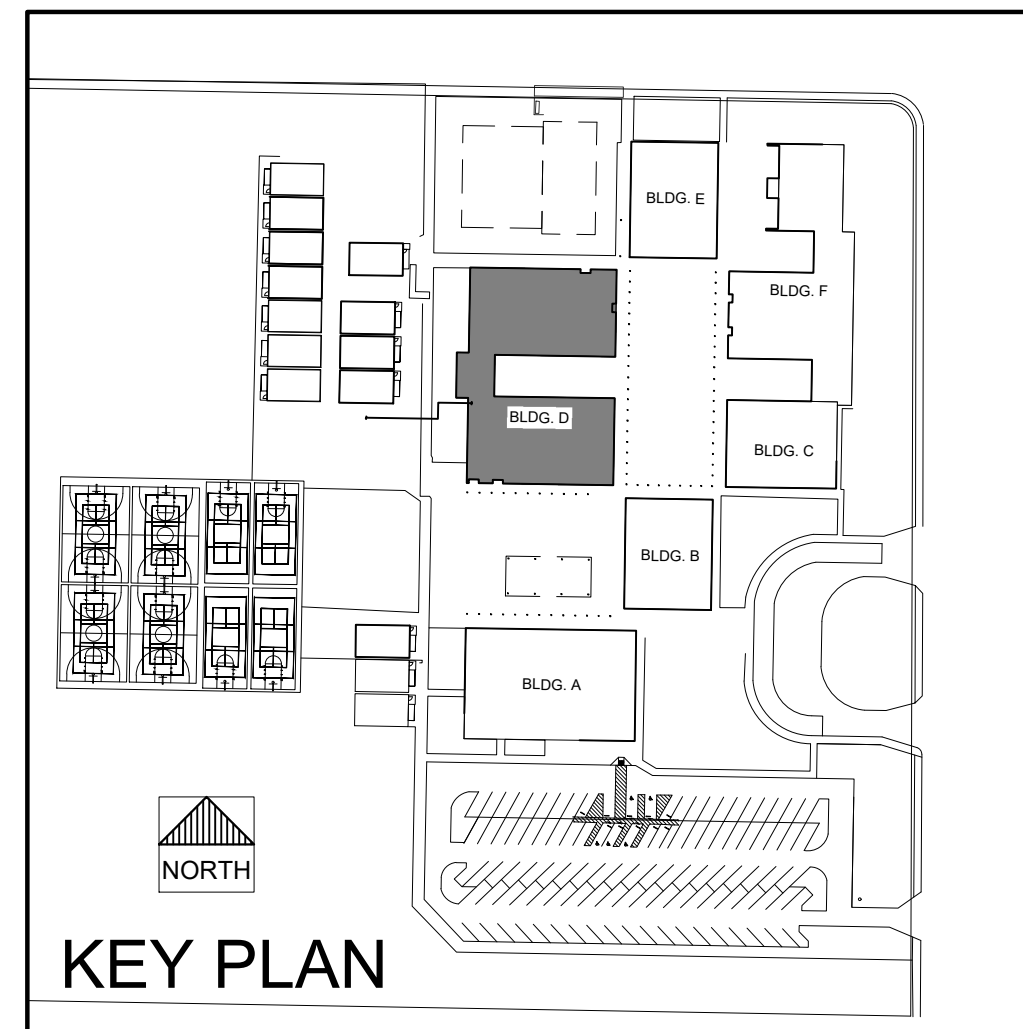 BLDG. E
BLDG. F
BLDG. D
BLDG. C
BLDG. B
BLDG. A
NORTH
KEY PLAN